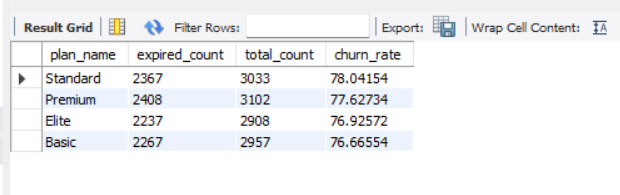 Result Grid Filter Rows: Export: Wrap Cell Content: IA
plan_name expired_count total_count churn_rate
Standard 2367 3033 78.04154
Premium 2408 3102 77.62734
Elite 2237 2908 76.92572
Basic 2267 2957 76.66554